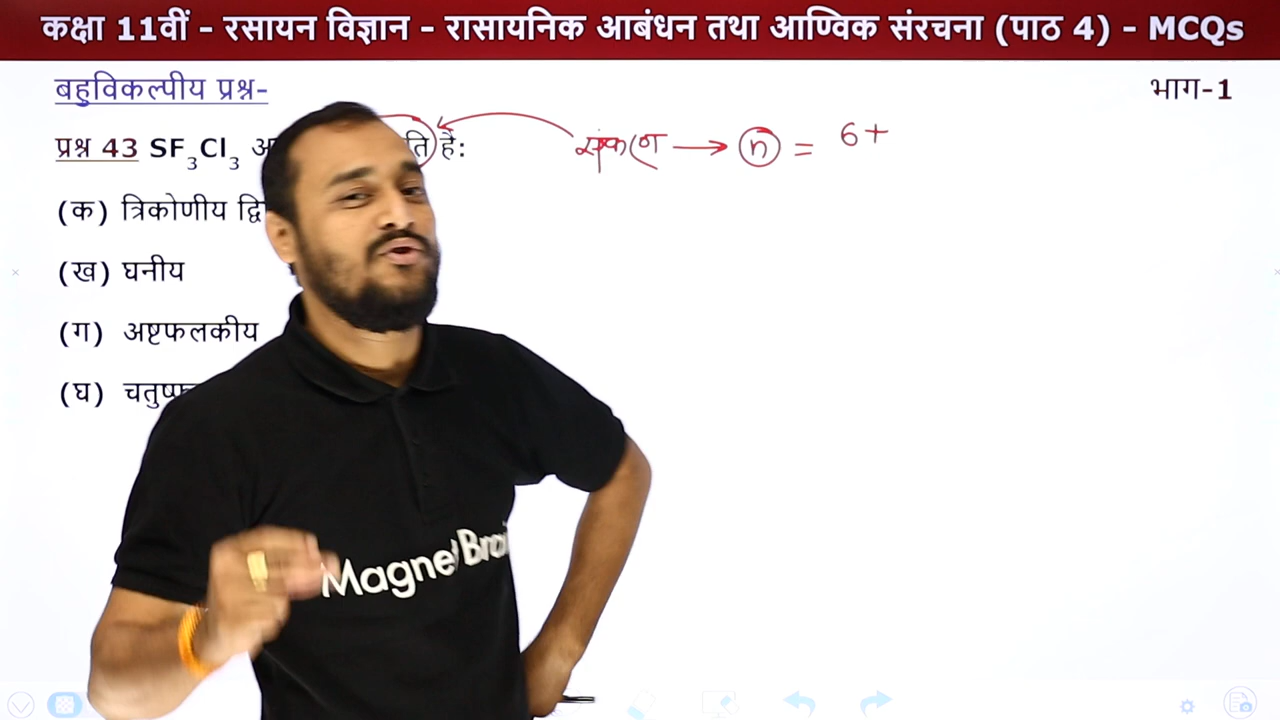 कक्षा 11वीं - रसायन विज्ञान - रासायनिक आबंधन तथा आण्विक संरचना (पाठ 4) - MCQs
बहुविकल्पीय प्रश्न-
भाग-1
प्रश्न 43 SF3Cl3 है:
संकरण → n = 6+
(क) त्रिकोणीय
(ख) घनीय
(ग) अष्टफलकीय
(घ)
Magnet